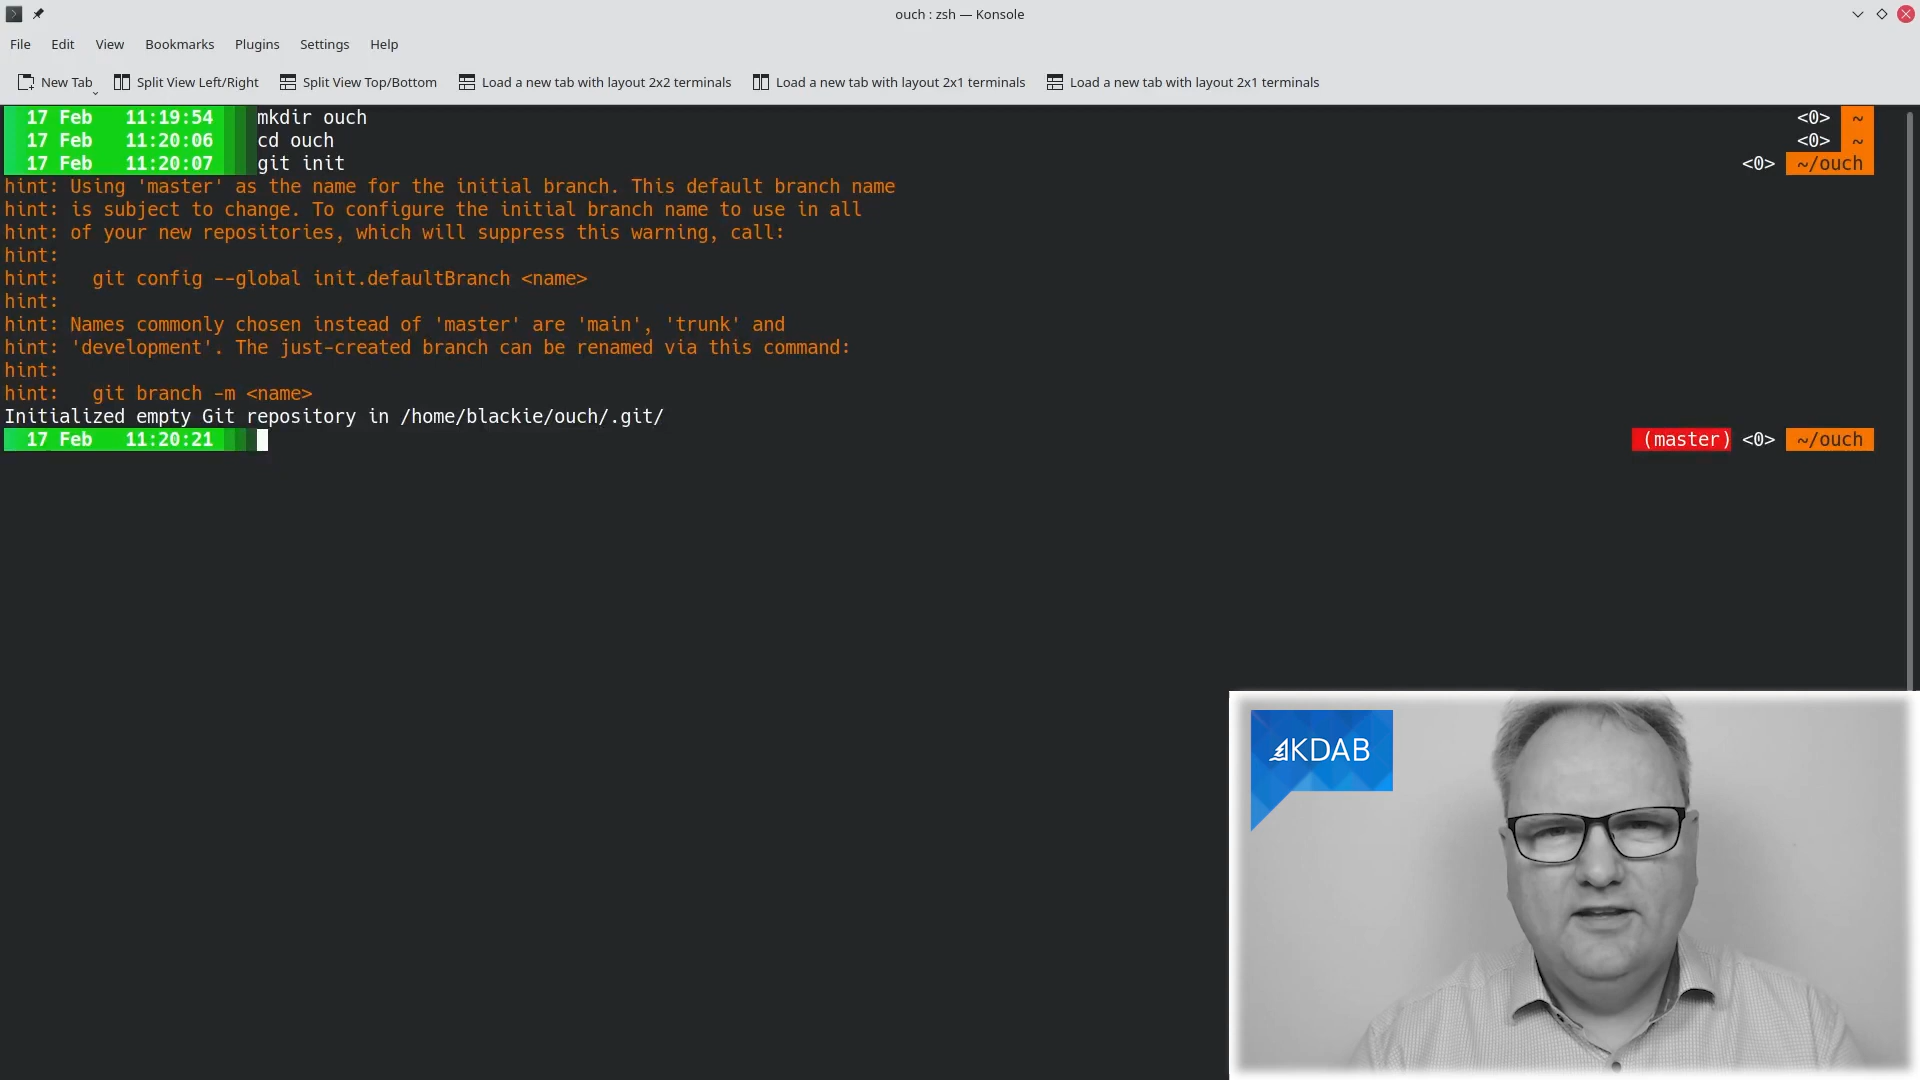 ouch : zsh — Konsole
File Edit View Bookmarks Plugins Settings Help
New Tab Split View Left/Right Split View Top/Bottom Load a new tab with layout 2x2 terminals Load a new tab with layout 2x1 terminals Load a new tab with layout 2x1 terminals
17 Feb 11:19:54 mkdir ouch <0> ~
17 Feb 11:20:06 cd ouch <0> ~
17 Feb 11:20:07 git init <0> ~/ouch
hint: Using 'master' as the name for the initial branch. This default branch name
hint: is subject to change. To configure the initial branch name to use in all
hint: of your new repositories, which will suppress this warning, call:
hint:
hint:   git config --global init.defaultBranch <name>
hint:
hint: Names commonly chosen instead of 'master' are 'main', 'trunk' and
hint: 'development'. The just-created branch can be renamed via this command:
hint:
hint:   git branch -m <name>
Initialized empty Git repository in /home/blackie/ouch/.git/
17 Feb 11:20:21 (master) <0> ~/ouch
KDAB